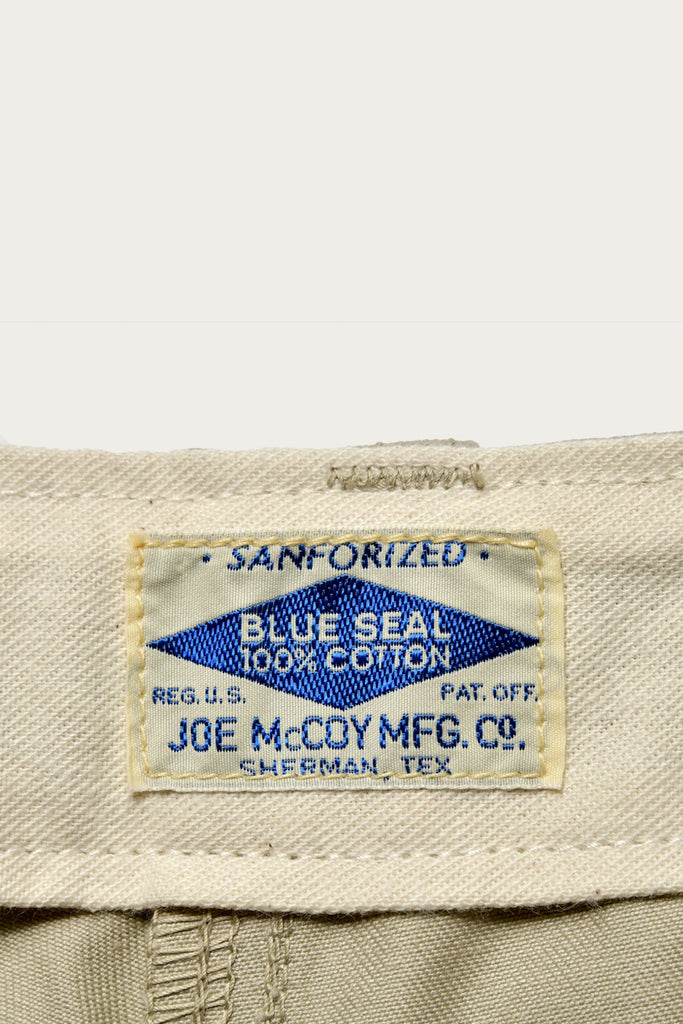 • SANFORIZED •
BLUE SEAL
100% COTTON
REG. U.S. PAT. OFF.
JOE McCOY MFG. Co.
SHERMAN, TEX